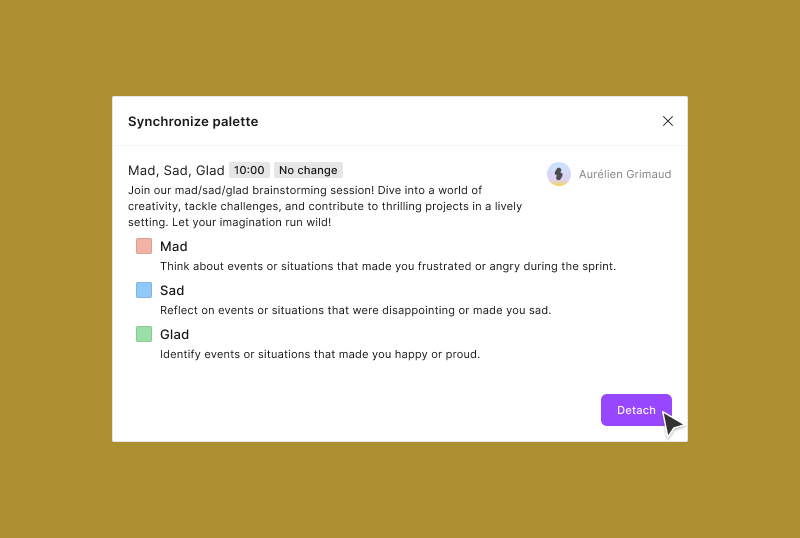 Synchronize palette
Mad, Sad, Glad 10:00 No change
Aurélien Grimaud
Join our mad/sad/glad brainstorming session! Dive into a world of
creativity, tackle challenges, and contribute to thrilling projects in a lively
setting. Let your imagination run wild!
Mad
Think about events or situations that made you frustrated or angry during the sprint.
Sad
Reflect on events or situations that were disappointing or made you sad.
Glad
Identify events or situations that made you happy or proud.
Detach